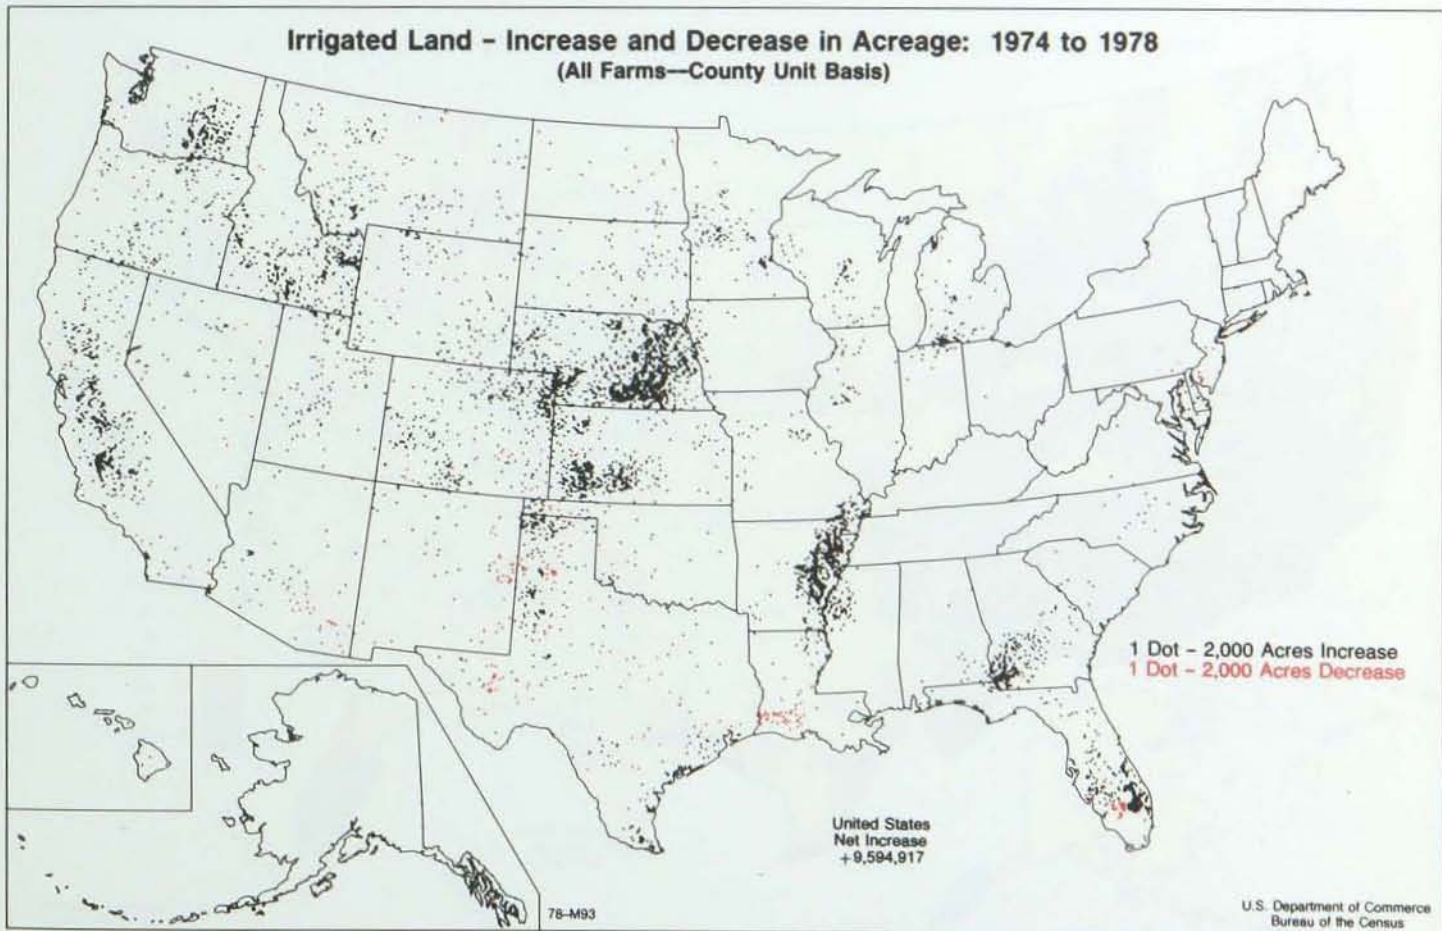 Irrigated Land – Increase and Decrease in Acreage: 1974 to 1978
(All Farms—County Unit Basis)
1 Dot – 2,000 Acres Increase
1 Dot – 2,000 Acres Decrease
United States
Net Increase
+9,594,917
78–M93
U.S. Department of Commerce
Bureau of the Census